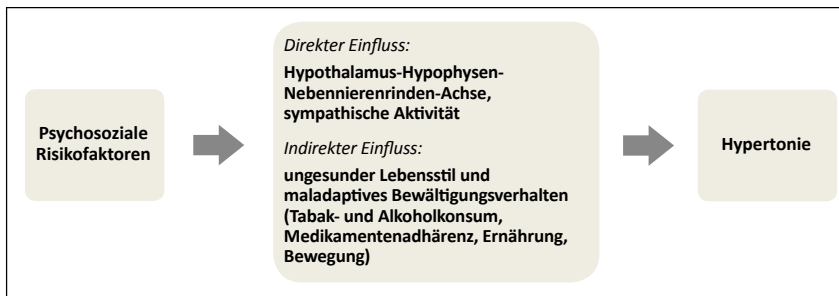 Psychosoziale
Risikofaktoren
Direkter Einfluss:
Hypothalamus-Hypophysen-
Nebennierenrinden-Achse,
sympathische Aktivität
Indirekter Einfluss:
ungesunder Lebensstil und
maladaptives Bewältigungsverhalten
(Tabak- und Alkoholkonsum,
Medikamentenadhärenz, Ernährung,
Bewegung)
Hypertonie